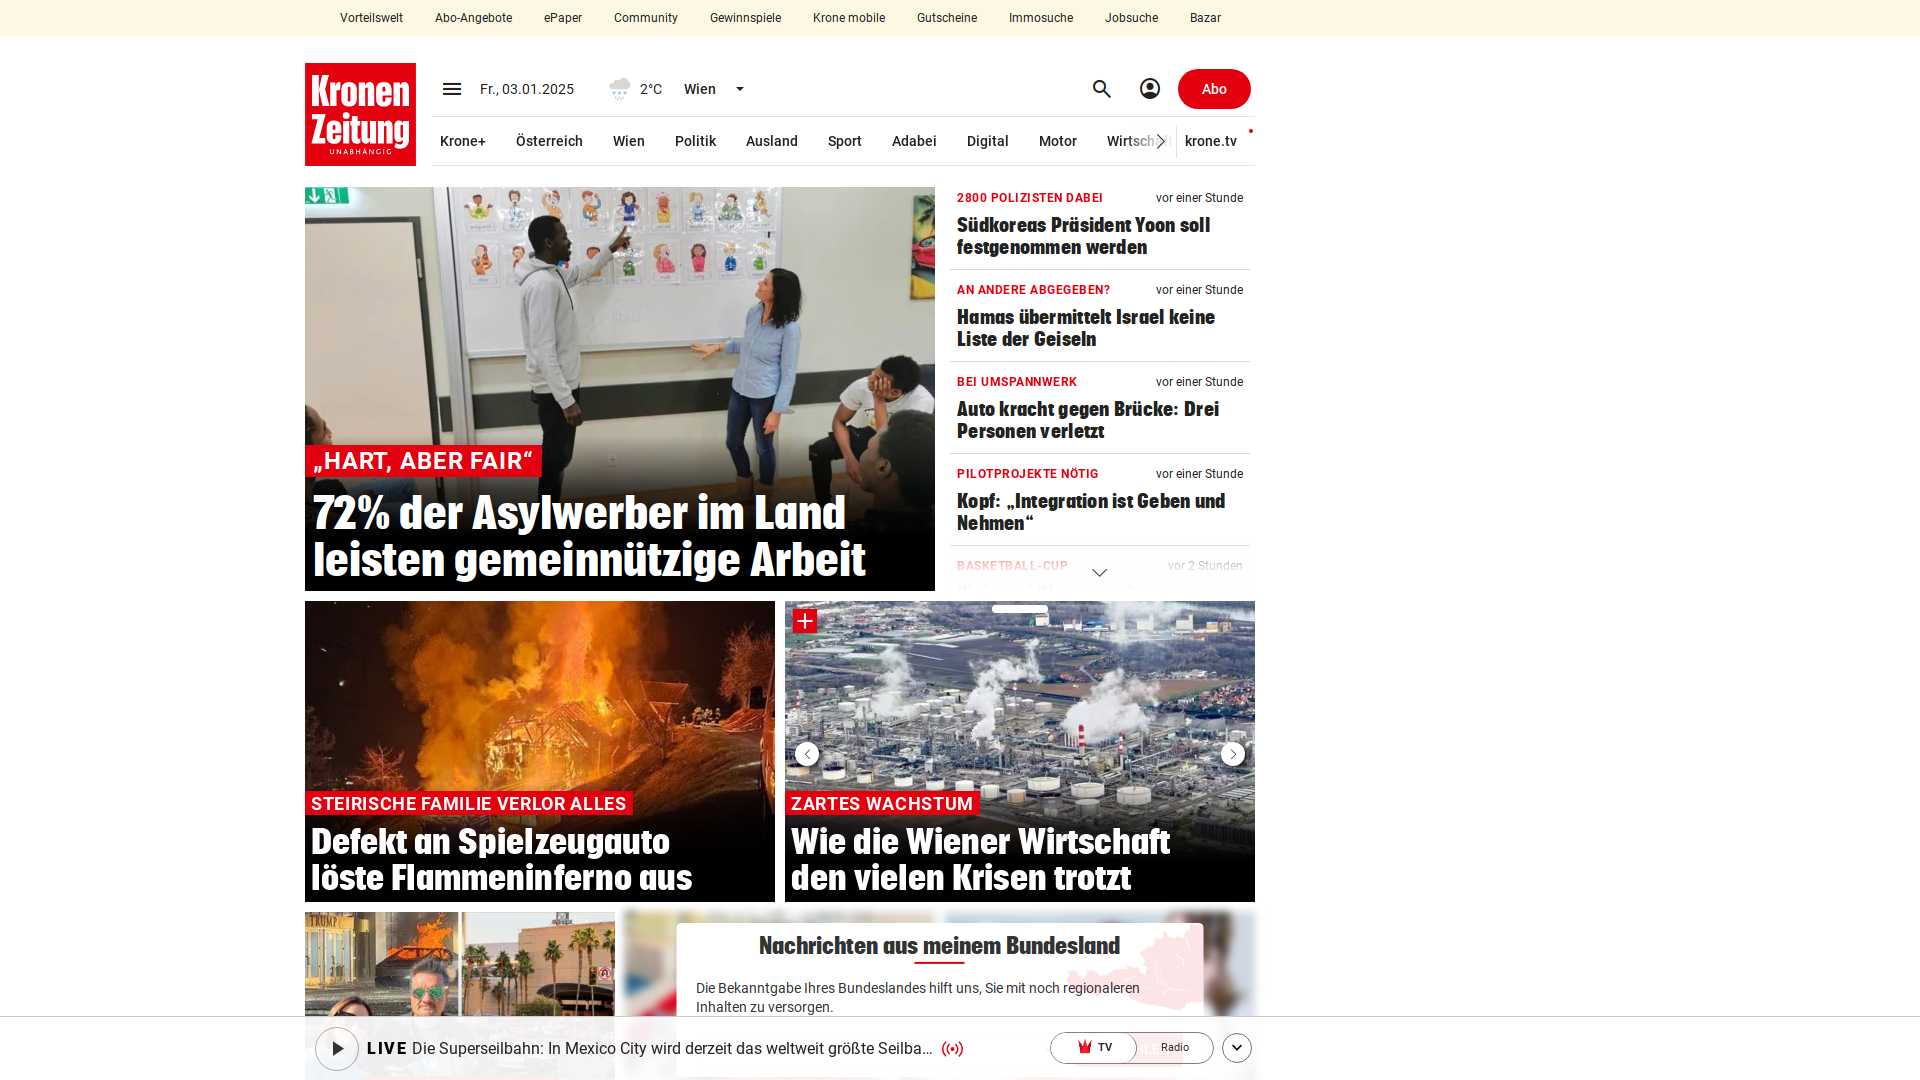 Vorteilswelt Abo-Angebote ePaper Community Gewinnspiele Krone mobile Gutscheine Immosuche Jobsuche Bazar
Kronen
Zeitung
UNABHÄNGIG
Fr., 03.01.2025 2°C Wien Abo
Krone+ Österreich Wien Politik Ausland Sport Adabei Digital Motor Wirtschaft krone.tv
„HART, ABER FAIR“
72% der Asylwerber im Land
leisten gemeinnützige Arbeit
2800 POLIZISTEN DABEI vor einer Stunde
Südkoreas Präsident Yoon soll
festgenommen werden
AN ANDERE ABGEGEBEN? vor einer Stunde
Hamas übermittelt Israel keine
Liste der Geiseln
BEI UMSPANNWERK vor einer Stunde
Auto kracht gegen Brücke: Drei
Personen verletzt
PILOTPROJEKTE NÖTIG vor einer Stunde
Kopf: „Integration ist Geben und
Nehmen“
BASKETBALL-CUP vor 2 Stunden
STEIRISCHE FAMILIE VERLOR ALLES
Defekt an Spielzeugauto
löste Flammeninferno aus
ZARTES WACHSTUM
Wie die Wiener Wirtschaft
den vielen Krisen trotzt
TRUMP
Nachrichten aus meinem Bundesland
Die Bekanntgabe Ihres Bundeslandes hilft uns, Sie mit noch regionaleren
Inhalten zu versorgen.
LIVE Die Superseilbahn: In Mexico City wird derzeit das weltweit größte Seilba... TV Radio